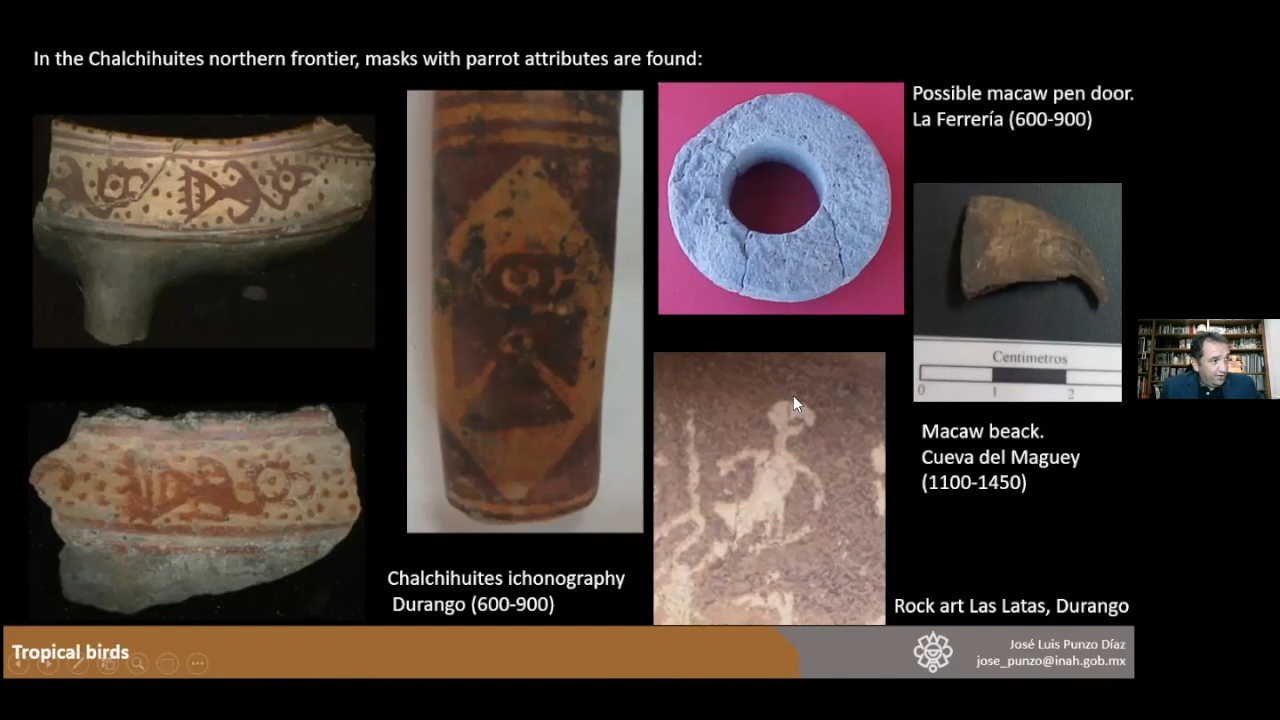 In the Chalchihuites northern frontier, masks with parrot attributes are found:
Possible macaw pen door.
La Ferrería (600-900)
Centímetros
0 1 2
Macaw beack.
Cueva del Maguey
(1100-1450)
Chalchihuites ichonography
Durango (600-900)
Rock art Las Latas, Durango
Tropical birds
José Luis Punzo Díaz
jose_punzo@inah.gob.mx